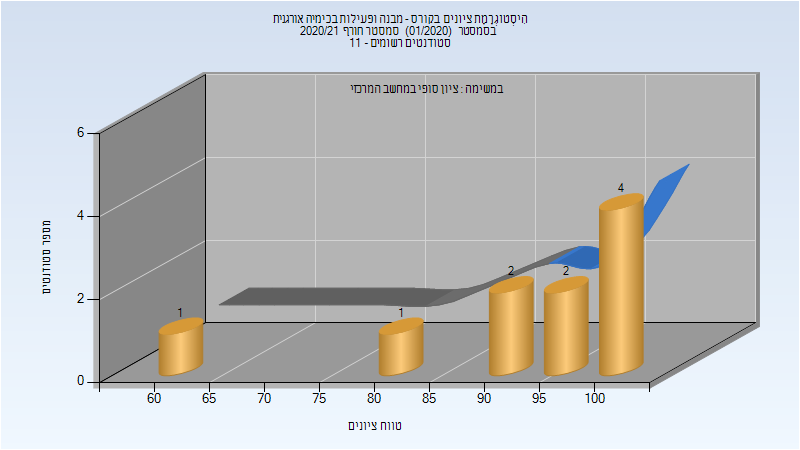 היסטוגרמת ציונים בקורס - מבנה ופעילות בכימיה אורגנית
בסמסטר (01/2020) סמסטר חורף 2020/21
סטודנטים רשומים - 11
במשימה : ציון סופי במחשב המרכזי
מספר סטודנטים
6
4
2
0
1
1
2
2
4
60 65 70 75 80 85 90 95 100
טווח ציונים